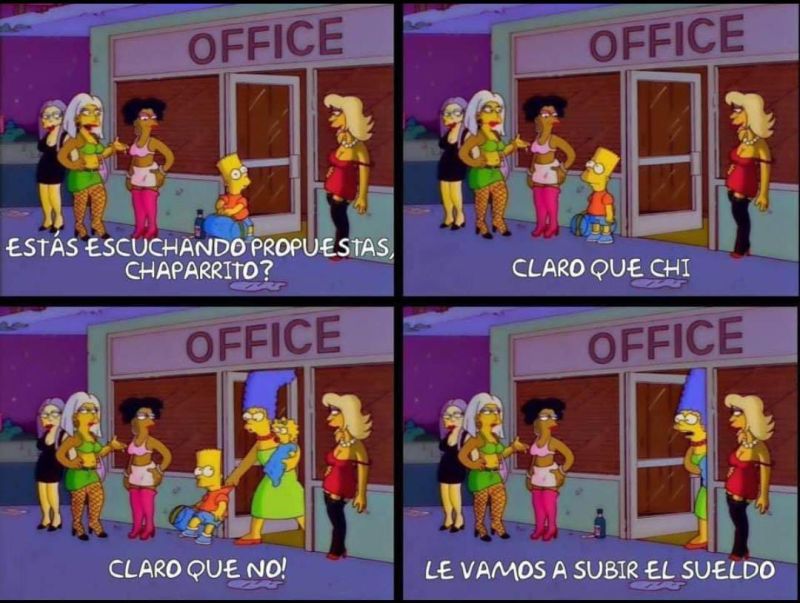 OFFICE
ESTÁS ESCUCHANDO PROPUESTAS,
CHAPARRITO?
OFFICE
CLARO QUE CHI
OFFICE
CLARO QUE NO!
OFFICE
LE VAMOS A SUBIR EL SUELDO